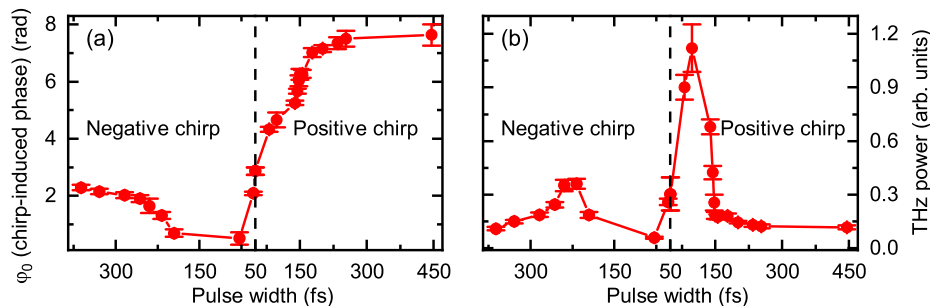 φ₀ (chirp-induced phase) (rad)
8
6
4
2
(a)
Negative chirp
Positive chirp
300
150
50
150
300
450
Pulse width (fs)
(b)
Negative chirp
Positive chirp
300
150
50
150
300
450
Pulse width (fs)
1.2
0.9
0.6
0.3
0.0
THz power (arb. units)